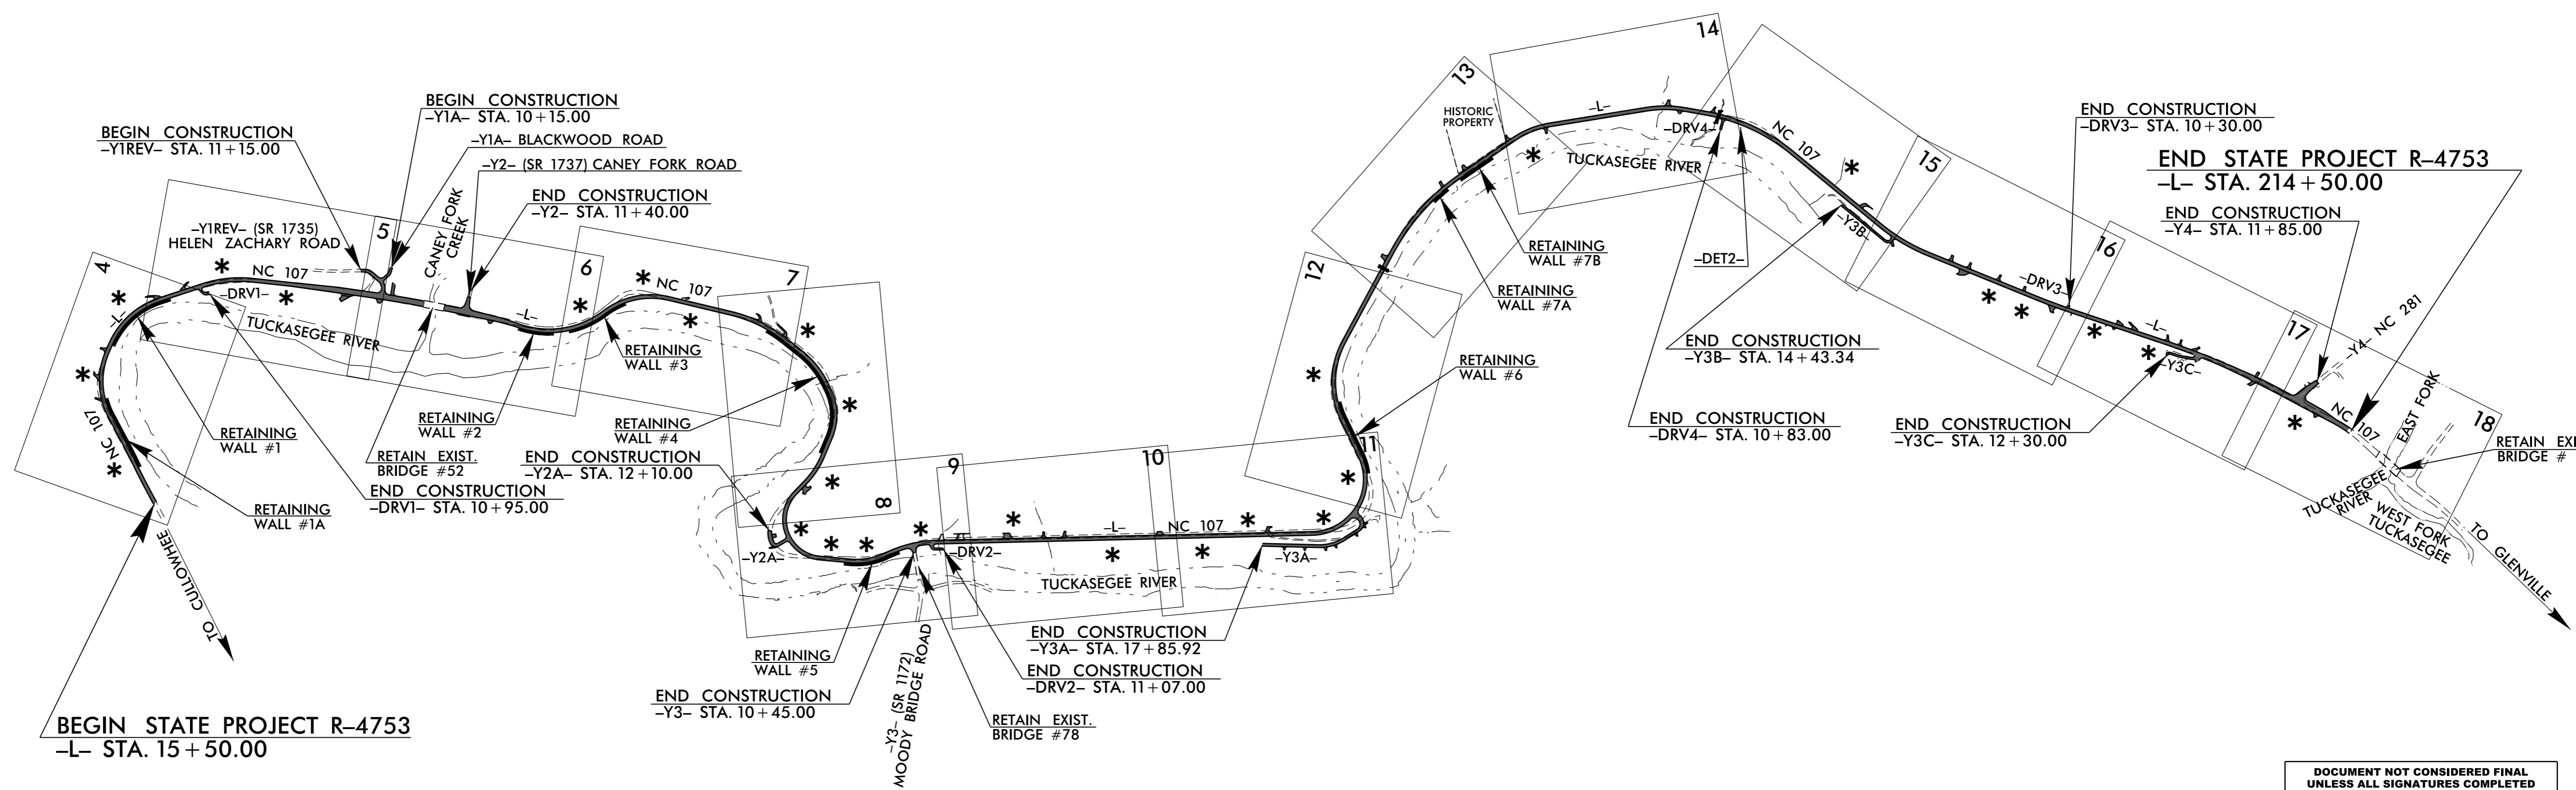 14
13
HISTORIC
PROPERTY
–L–
–DRV4–
NC 107
TUCKASEGEE RIVER
15
BEGIN CONSTRUCTION
–Y1A– STA. 10+15.00
BEGIN CONSTRUCTION
–Y1REV– STA. 11+15.00
–Y1A– BLACKWOOD ROAD
–Y2– (SR 1737) CANEY FORK ROAD
END CONSTRUCTION
–Y2– STA. 11+40.00
CANEY FORK
CREEK
–Y1REV– (SR 1735)
HELEN ZACHARY ROAD
5
4
NC 107
–DRV1–
–L–
TUCKASEGEE RIVER
–L–
6
NC 107
7
RETAINING
WALL #3
RETAINING
WALL #2
RETAINING
WALL #4
RETAINING
WALL #1
RETAIN EXIST.
BRIDGE #52
END CONSTRUCTION
–DRV1– STA. 10+95.00
RETAINING
WALL #1A
NC 107
TO CULLOWHEE
BEGIN STATE PROJECT R–4753
–L– STA. 15+50.00
END CONSTRUCTION
–Y2A– STA. 12+10.00
8
–Y2A–
9
–DRV2–
10
–L–
NC 107
11
–Y3A–
TUCKASEGEE RIVER
RETAINING
WALL #5
END CONSTRUCTION
–Y3– STA. 10+45.00
–Y3– (SR 1172)
MOODY BRIDGE ROAD
END CONSTRUCTION
–Y3A– STA. 17+85.92
END CONSTRUCTION
–DRV2– STA. 11+07.00
RETAIN EXIST.
BRIDGE #78
12
RETAINING
WALL #6
RETAINING
WALL #7B
RETAINING
WALL #7A
–DET2–
–Y3B–
END CONSTRUCTION
–Y3B– STA. 14+43.34
END CONSTRUCTION
–DRV4– STA. 10+83.00
END CONSTRUCTION
–DRV3– STA. 10+30.00
END STATE PROJECT R–4753
–L– STA. 214+50.00
END CONSTRUCTION
–Y4– STA. 11+85.00
16
–DRV3–
–L–
–Y3C–
17
–Y4– NC 281
END CONSTRUCTION
–Y3C– STA. 12+30.00
NC 107
EAST FORK
18
RETAIN
BRIDGE #
TUCKASEGEE
RIVER
WEST FORK
TUCKASEGEE
TO GLENVILLE
DOCUMENT NOT CONSIDERED FINAL
UNLESS ALL SIGNATURES COMPLETED